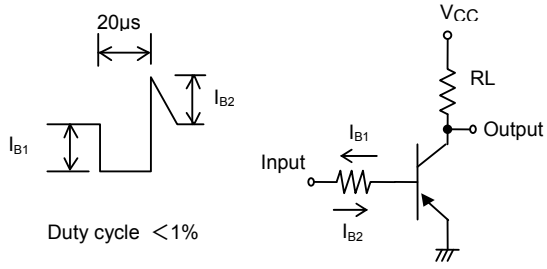 20μs
I_B1
I_B2
Duty cycle <1%
V_CC
RL
Output
I_B1
Input
I_B2